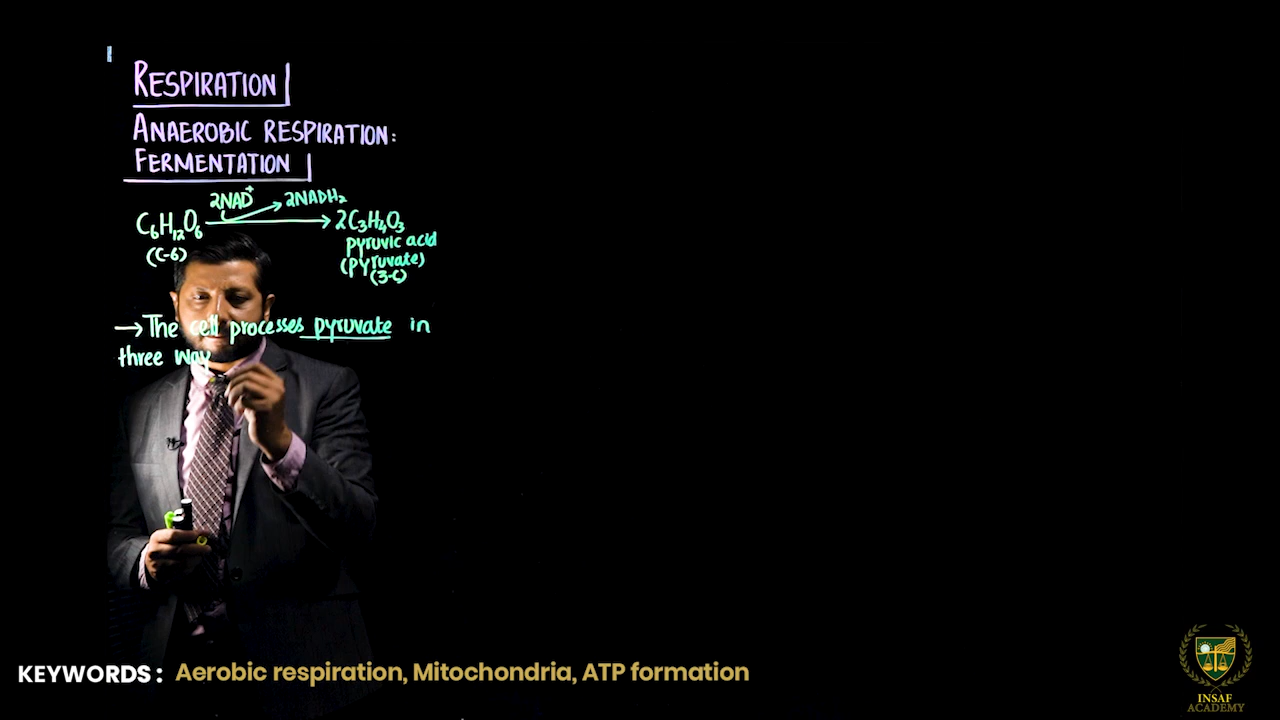 RESPIRATION
ANAEROBIC RESPIRATION:
FERMENTATION
2NAD⁺ 2NADH₂
C₆H₁₂O₆ → 2C₃H₄O₃
(C-6)
pyruvic acid
(pyruvate)
(3-C)
→ The cell processes pyruvate in
three way
KEYWORDS : Aerobic respiration, Mitochondria, ATP formation
INSAF
ACADEMY